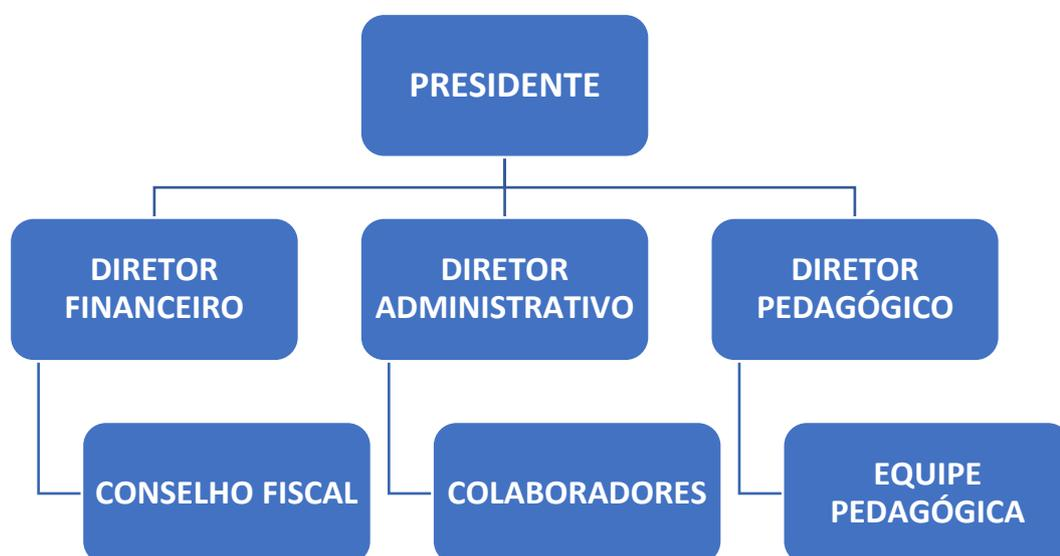 PRESIDENTE
DIRETOR
FINANCEIRO
DIRETOR
ADMINISTRATIVO
DIRETOR
PEDAGÓGICO
CONSELHO FISCAL
COLABORADORES
EQUIPE
PEDAGÓGICA